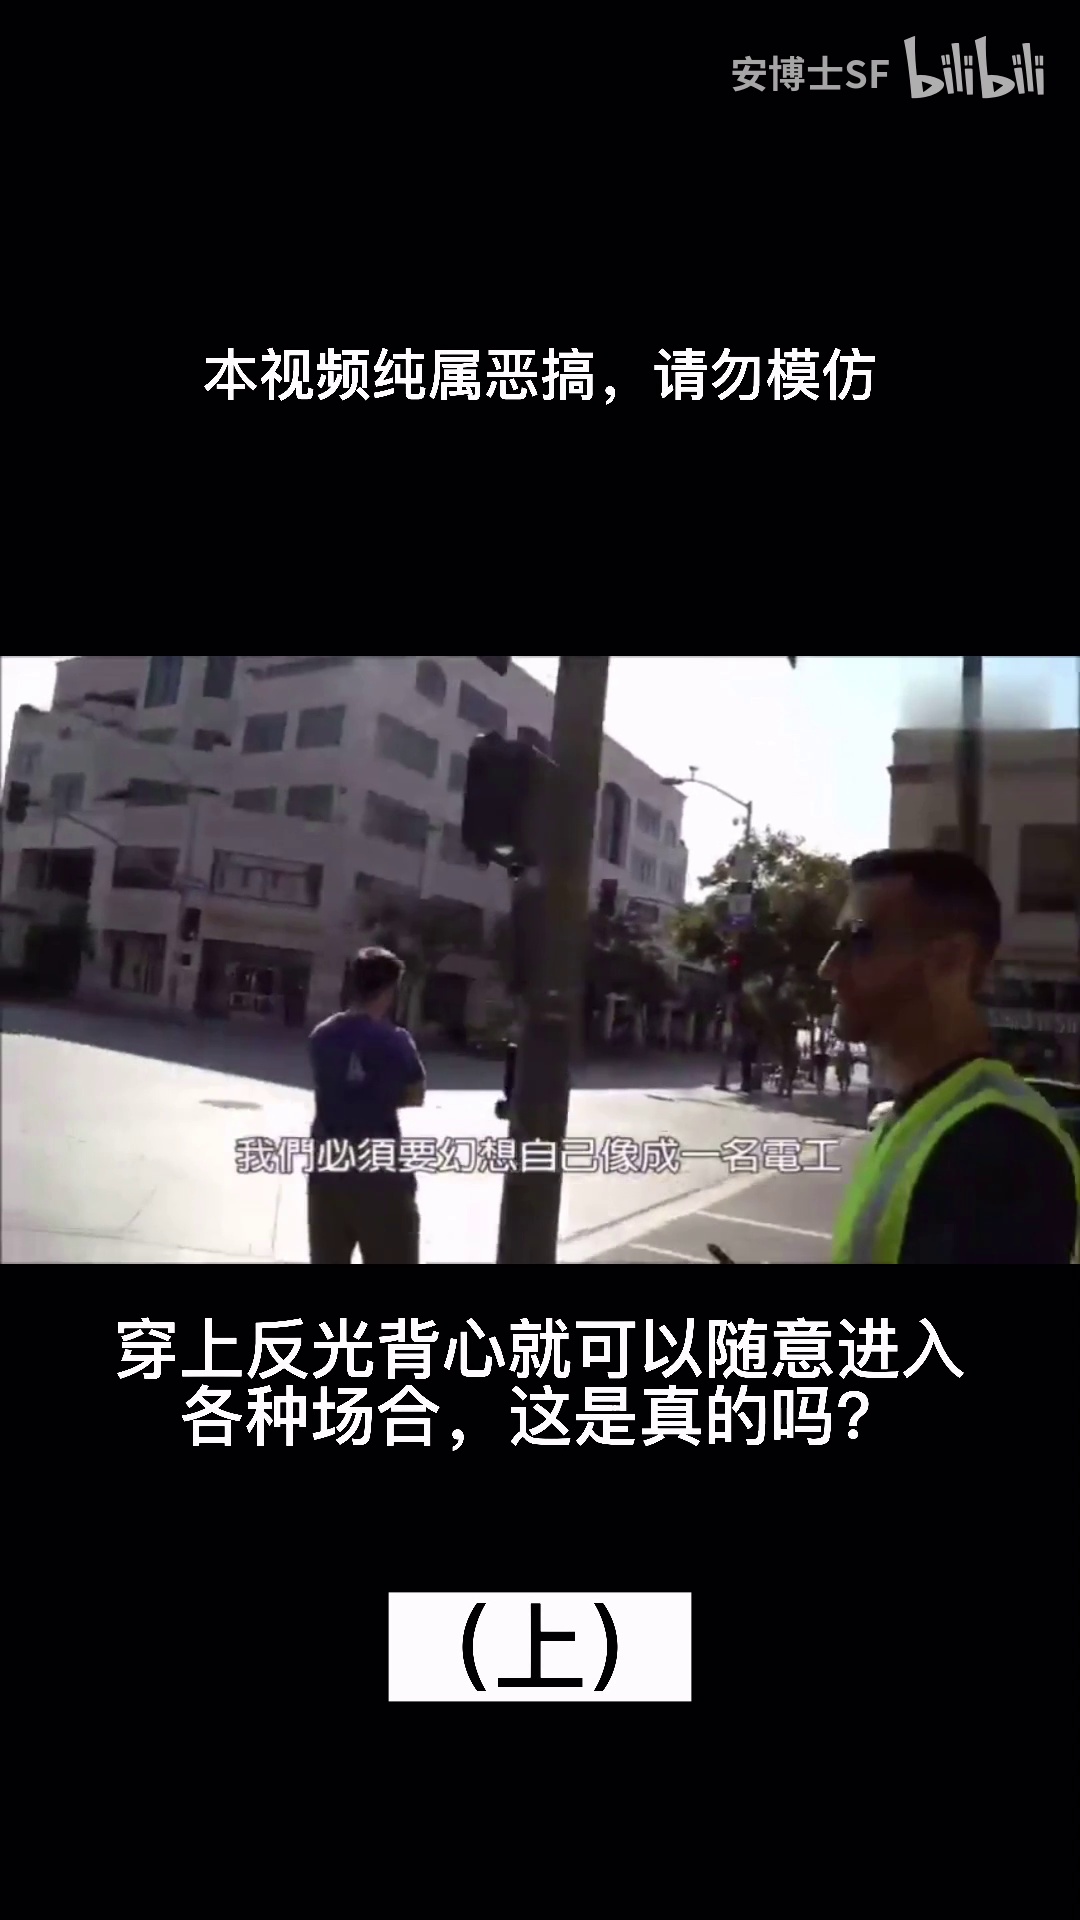 安博士SF bilibili
本视频纯属恶搞，请勿模仿
我們必須要幻想自己像成一名電工
穿上反光背心就可以随意进入
各种场合，这是真的吗？
（上）